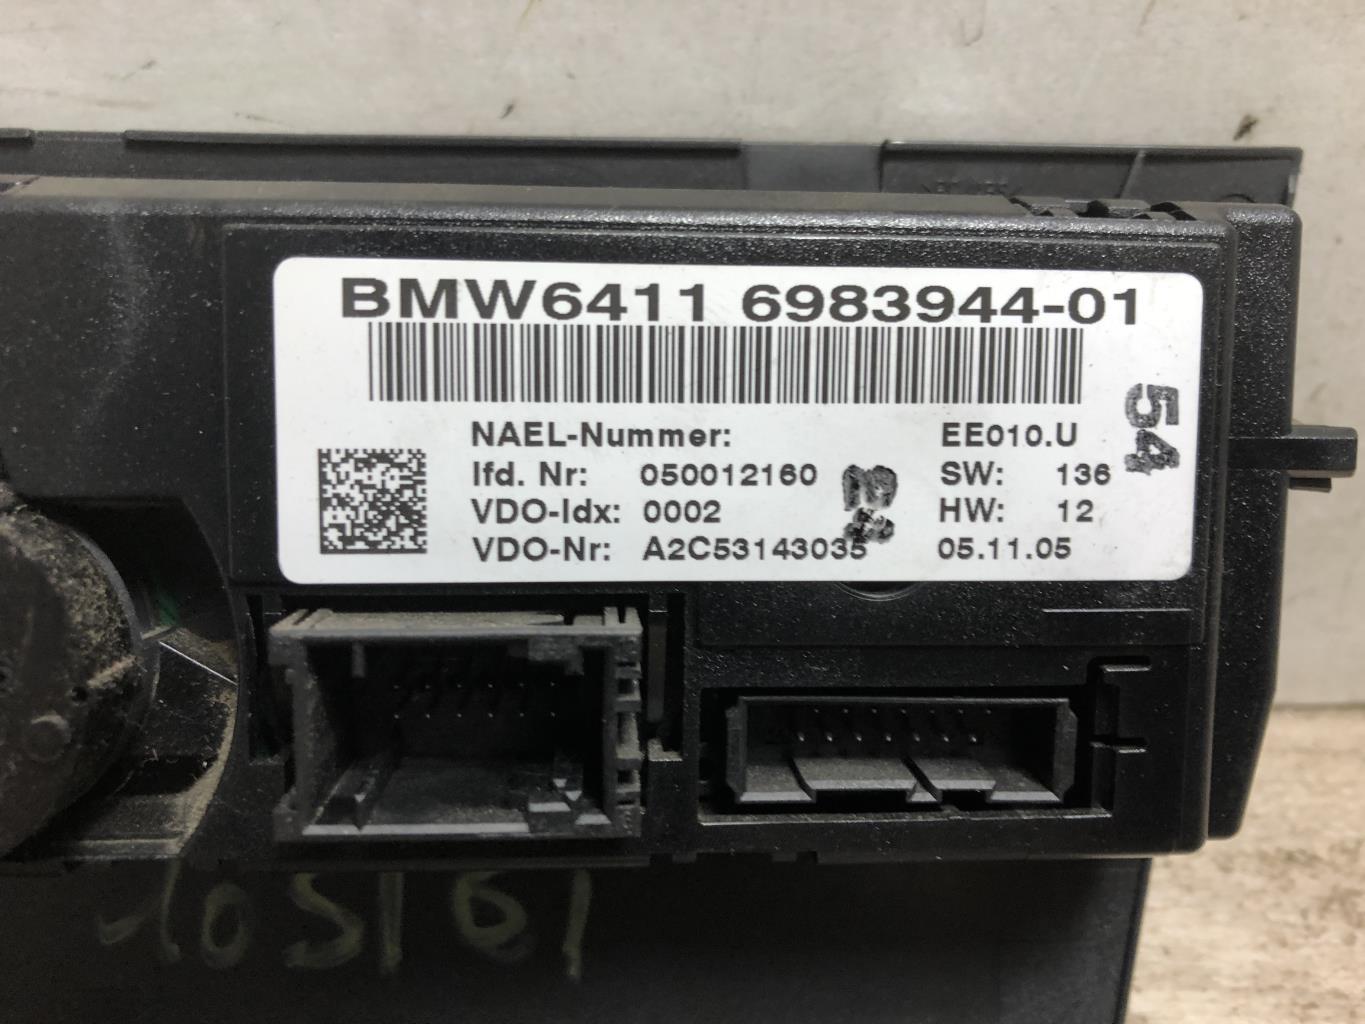 BMW6411 6983944-01
54
NAEL-Nummer: EE010.U
lfd. Nr: 050012160 SW: 136
VDO-Idx: 0002 HW: 12
VDO-Nr: A2C53143035 05.11.05